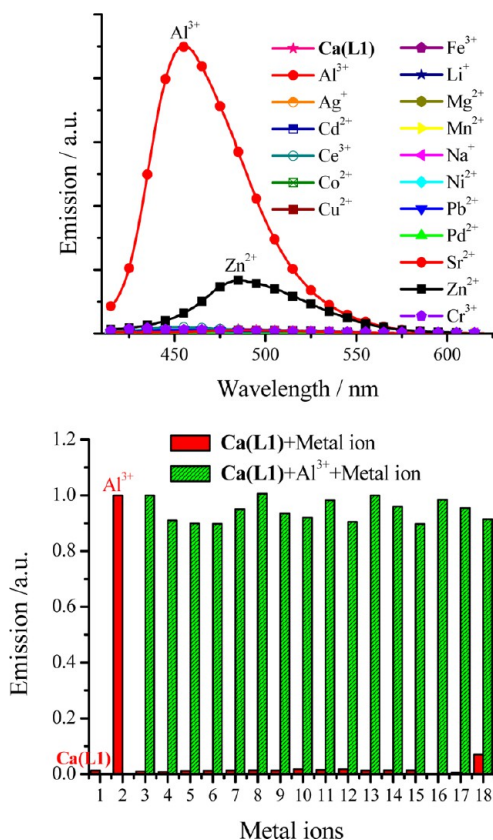 Al³⁺
Zn²⁺
Ca(L1)
Al³⁺
Ag⁺
Cd²⁺
Ce³⁺
Co²⁺
Cu²⁺
Fe³⁺
Li⁺
Mg²⁺
Mn²⁺
Na⁺
Ni²⁺
Pb²⁺
Pd²⁺
Sr²⁺
Zn²⁺
Cr³⁺
Emission / a.u.
450 500 550 600
Wavelength / nm
Ca(L1)+Metal ion
Ca(L1)+Al³⁺+Metal ion
Al³⁺
Ca(L1)
Emission /a.u.
1.2
1.0
0.8
0.6
0.4
0.2
0.0
1 2 3 4 5 6 7 8 9 10 11 12 13 14 15 16 17 18
Metal ions